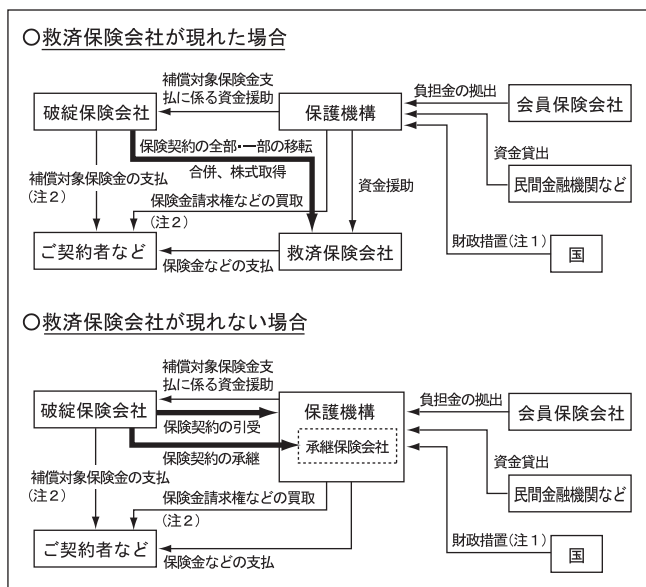 ○救済保険会社が現れた場合
補償対象保険金支
払に係る資金援助
負担金の拠出
破綻保険会社
保護機構
会員保険会社
保険契約の全部・一部の移転
合併、株式取得
資金貸出
補償対象保険金の支払
(注2)
保険金請求権などの買取
(注2)
資金援助
民間金融機関など
ご契約者など
保険金などの支払
救済保険会社
財政措置(注1)
国
○救済保険会社が現れない場合
補償対象保険金支
払に係る資金援助
負担金の拠出
破綻保険会社
保護機構
会員保険会社
保険契約の引受
承継保険会社
保険契約の承継
資金貸出
補償対象保険金の支払
(注2)
保険金請求権などの買取
(注2)
民間金融機関など
ご契約者など
保険金などの支払
財政措置(注1)
国